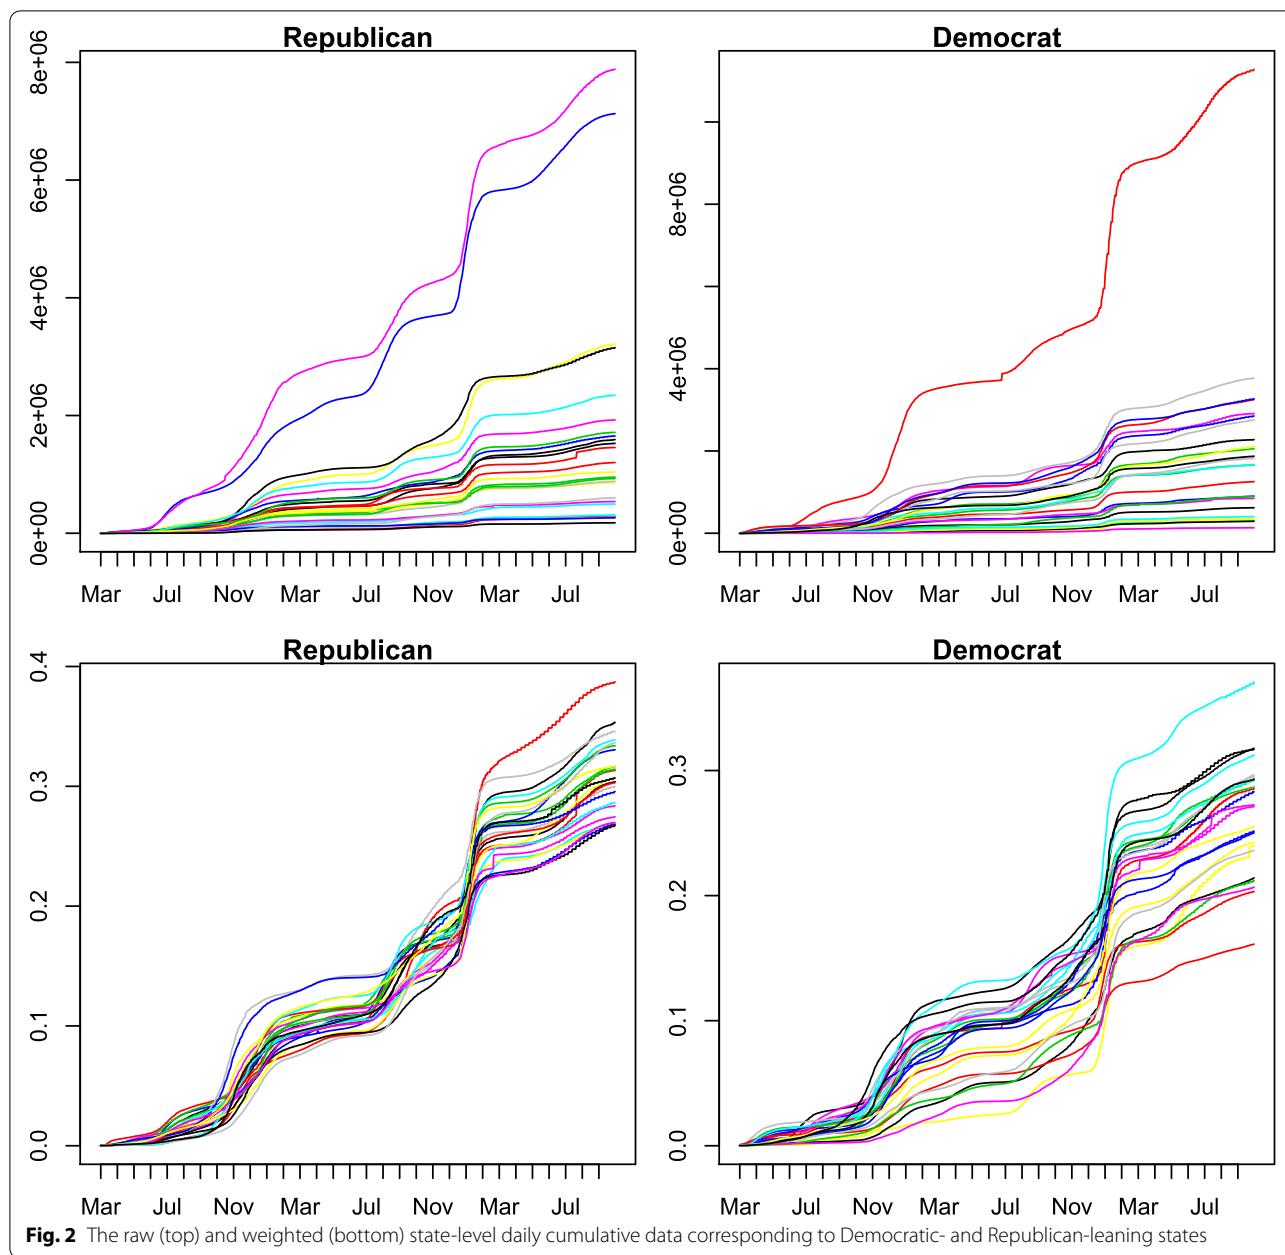 Republican
Democrat
8e+06
6e+06
4e+06
2e+06
0e+00
8e+06
4e+06
0e+00
Mar Jul Nov Mar Jul Nov Mar Jul
Mar Jul Nov Mar Jul Nov Mar Jul
Republican
Democrat
0.4
0.3
0.2
0.1
0.0
0.3
0.2
0.1
0.0
Mar Jul Nov Mar Jul Nov Mar Jul
Mar Jul Nov Mar Jul Nov Mar Jul
Fig. 2 The raw (top) and weighted (bottom) state-level daily cumulative data corresponding to Democratic- and Republican-leaning states